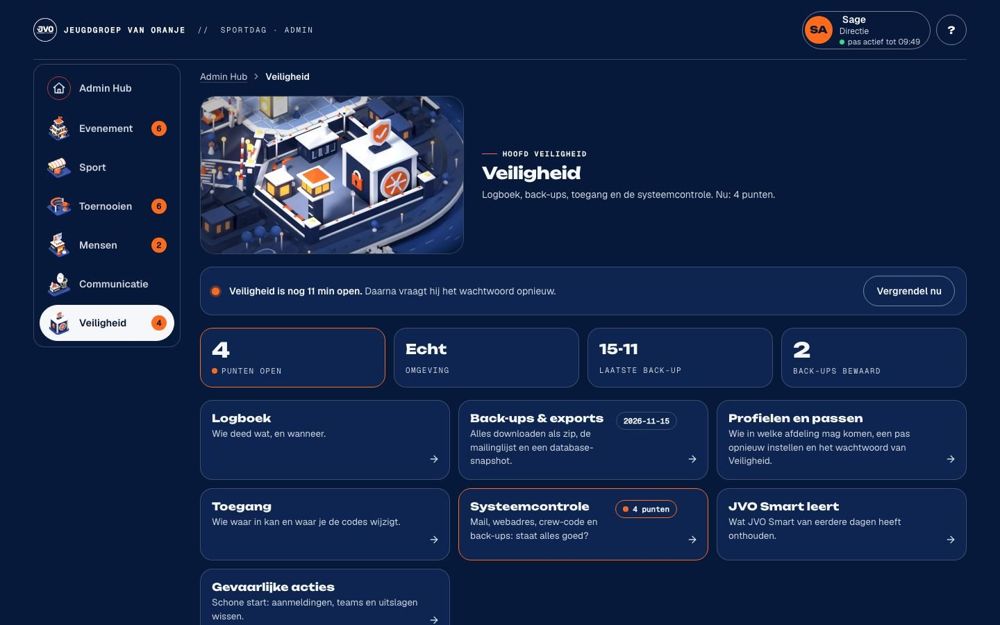 JVO JEUGDGROEP VAN ORANJE // SPORTDAG · ADMIN
SA
Sage
Directie
pas actief tot 09:49
?
Admin Hub
Evenement 6
Sport
Toernooien 6
Mensen 2
Communicatie
Veiligheid 4
Admin Hub > Veiligheid
HOOFD VEILIGHEID
Veiligheid
Logboek, back-ups, toegang en de systeemcontrole. Nu: 4 punten.
Veiligheid is nog 11 min open. Daarna vraagt hij het wachtwoord opnieuw.
Vergrendel nu
4
PUNTEN OPEN
Echt
OMGEVING
15-11
LAATSTE BACK-UP
2
BACK-UPS BEWAARD
Logboek
Wie deed wat, en wanneer.
→
Back-ups & exports 2026-11-15
Alles downloaden als zip, de
mailinglijst en een database-
snapshot.
→
Profielen en passen
Wie in welke afdeling mag komen, een pas
opnieuw instellen en het wachtwoord van
Veiligheid.
→
Toegang
Wie waar in kan en waar je de codes wijzigt.
→
Systeemcontrole 4 punten
Mail, webadres, crew-code en
back-ups: staat alles goed?
→
JVO Smart leert
Wat JVO Smart van eerdere dagen heeft
onthouden.
→
Gevaarlijke acties
Schone start: aanmeldingen, teams en uitslagen
wissen.
→